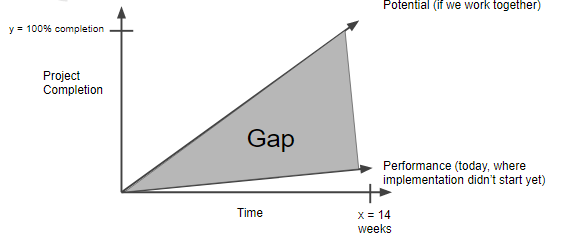 Potential (if we work together)
y = 100% completion
Project
Completion
Gap
Performance (today, where
implementation didn't start yet)
Time
x = 14
weeks